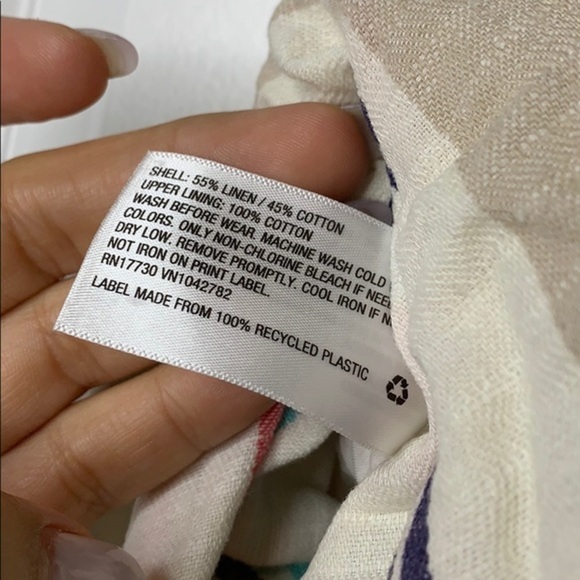 SHELL: 55% LINEN / 45% COTTON
UPPER LINING: 100% COTTON
WASH BEFORE WEAR. MACHINE WASH COLD
COLORS. ONLY NON-CHLORINE BLEACH IF
DRY LOW. REMOVE PROMPTLY. COOL IRON IF
NOT IRON ON PRINT LABEL.
RN17730 VN1042782
LABEL MADE FROM 100% RECYCLED PLASTIC